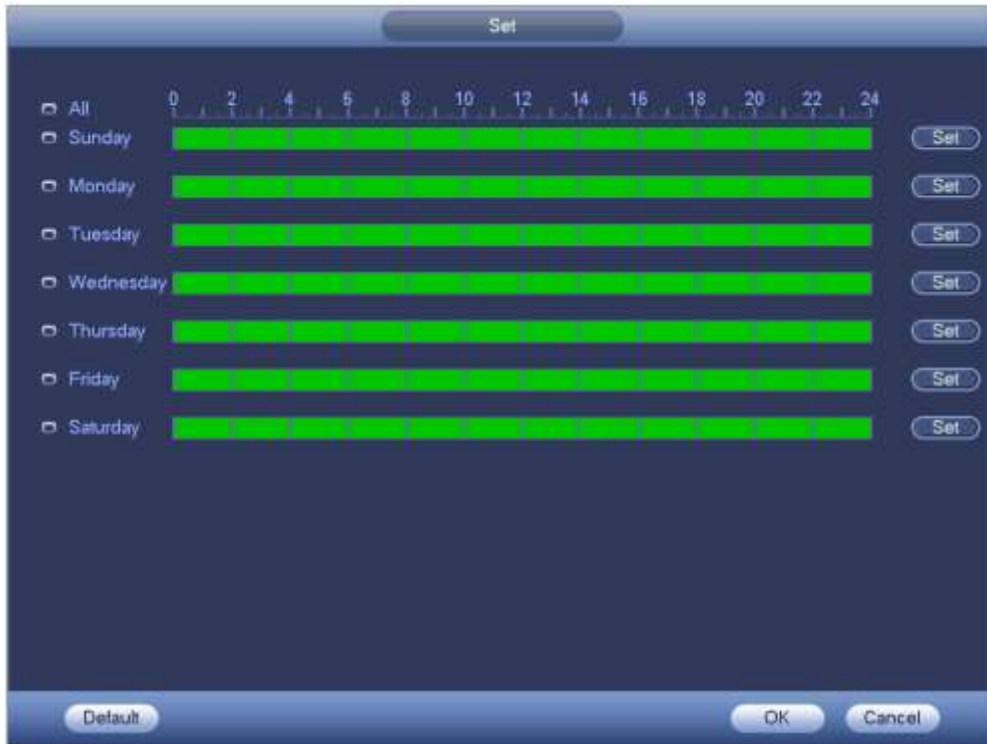 Set
0 2 4 6 8 10 12 14 16 18 20 22 24
All
Sunday Set
Monday Set
Tuesday Set
Wednesday Set
Thursday Set
Friday Set
Saturday Set
Default OK Cancel